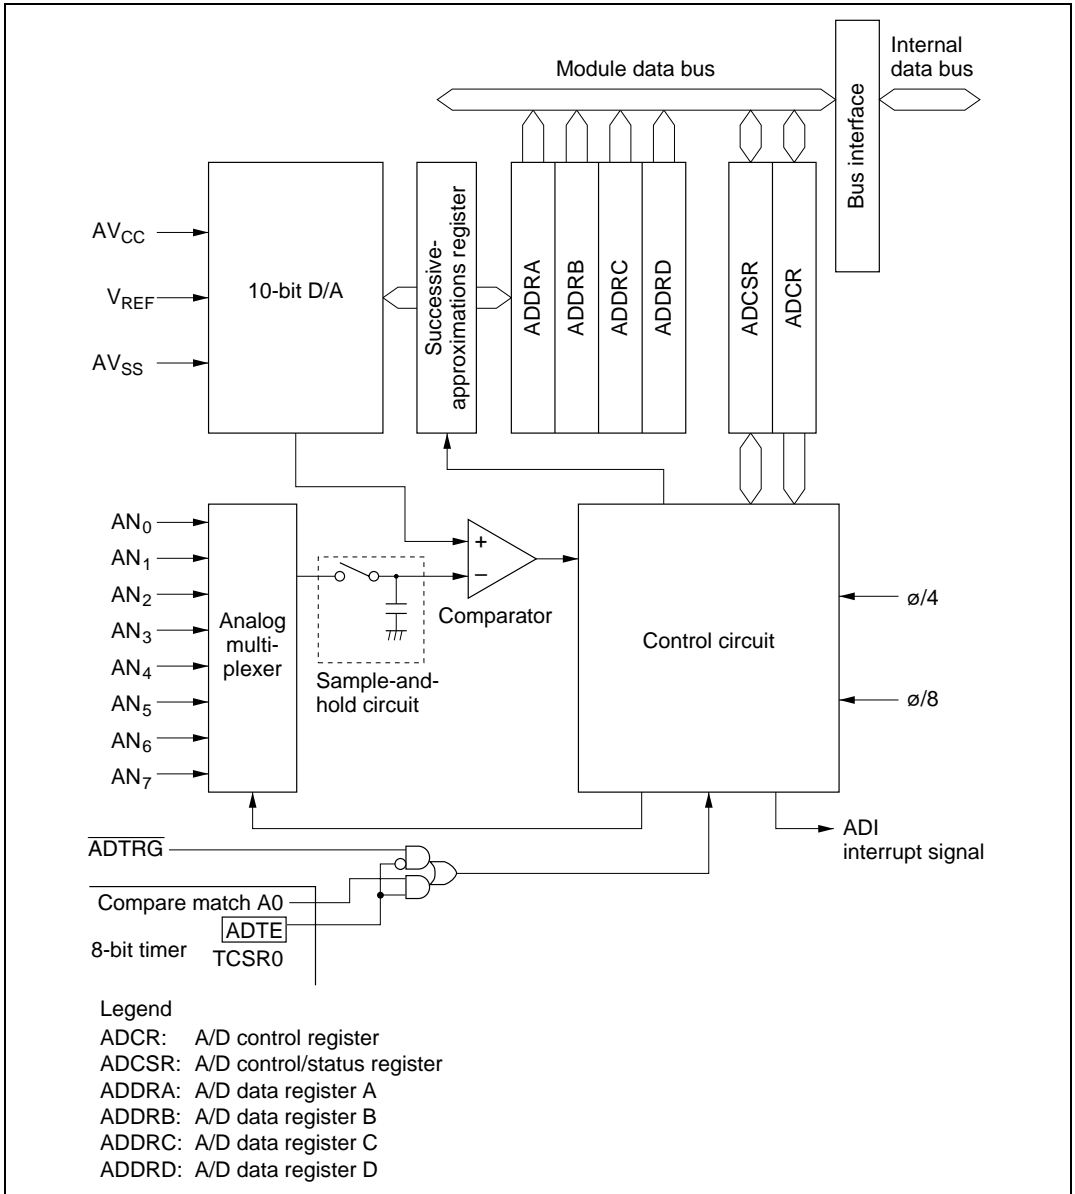 Internal
data bus
Module data bus
Bus interface
AVCC
VREF
AVSS
10-bit D/A
Successive-
approximations register
ADDRA
ADDRB
ADDRC
ADDRD
ADCSR
ADCR
AN0
AN1
AN2
AN3
AN4
AN5
AN6
AN7
Analog
multi-
plexer
Sample-and-
hold circuit
+
−
Comparator
Control circuit
ø/4
ø/8
ADI
interrupt signal
ADTRG
Compare match A0
ADTE
8-bit timer
TCSR0
Legend
ADCR: A/D control register
ADCSR: A/D control/status register
ADDRA: A/D data register A
ADDRB: A/D data register B
ADDRC: A/D data register C
ADDRD: A/D data register D